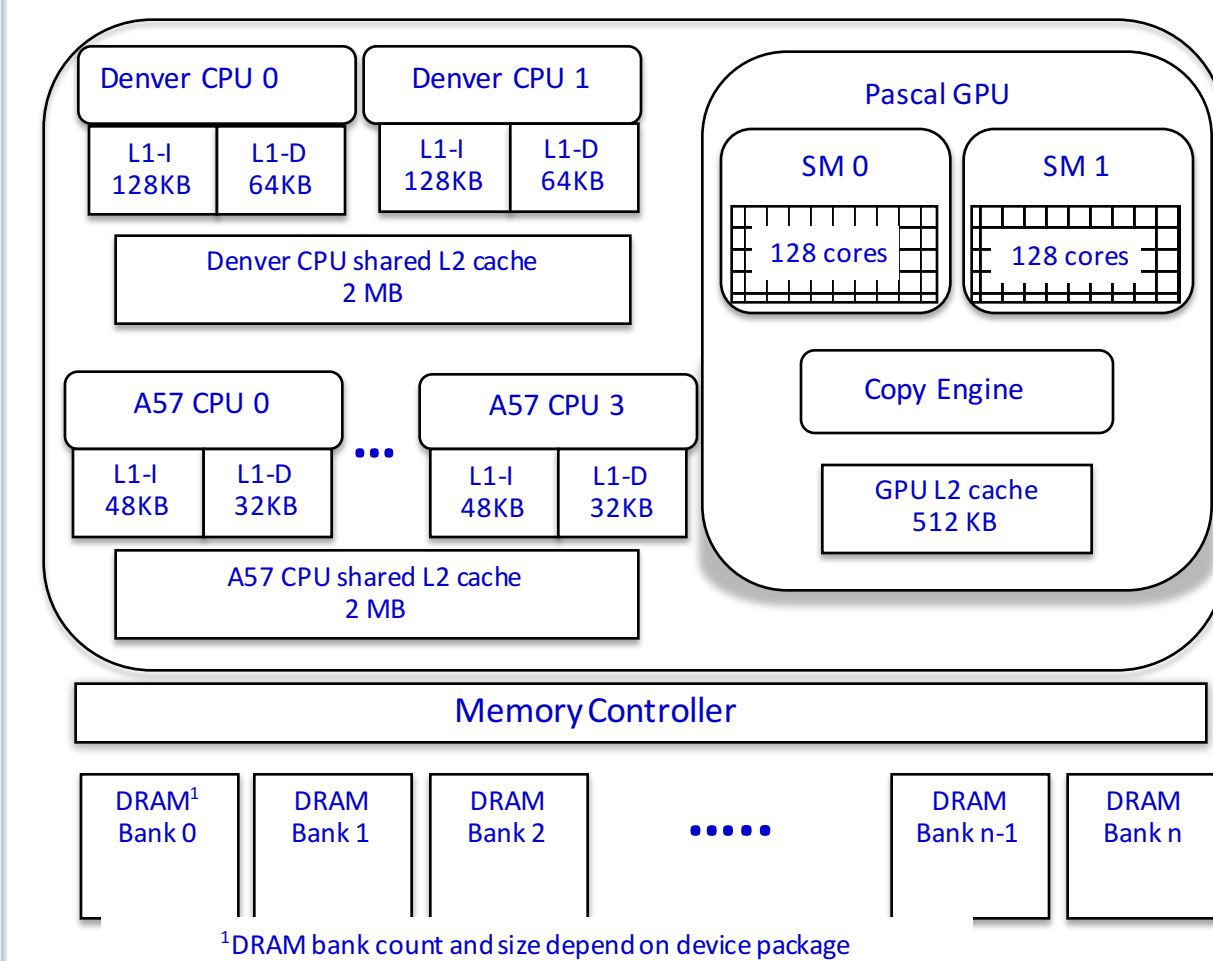 Denver CPU 0
L1-I
128KB
L1-D
64KB
Denver CPU 1
L1-I
128KB
L1-D
64KB
Denver CPU shared L2 cache
2 MB
A57 CPU 0
L1-I
48KB
L1-D
32KB
...
A57 CPU 3
L1-I
48KB
L1-D
32KB
A57 CPU shared L2 cache
2 MB
Pascal GPU
SM 0
128 cores
SM 1
128 cores
Copy Engine
GPU L2 cache
512 KB
Memory Controller
DRAM¹
Bank 0
DRAM
Bank 1
DRAM
Bank 2
.....
DRAM
Bank n-1
DRAM
Bank n
¹DRAM bank count and size depend on device package